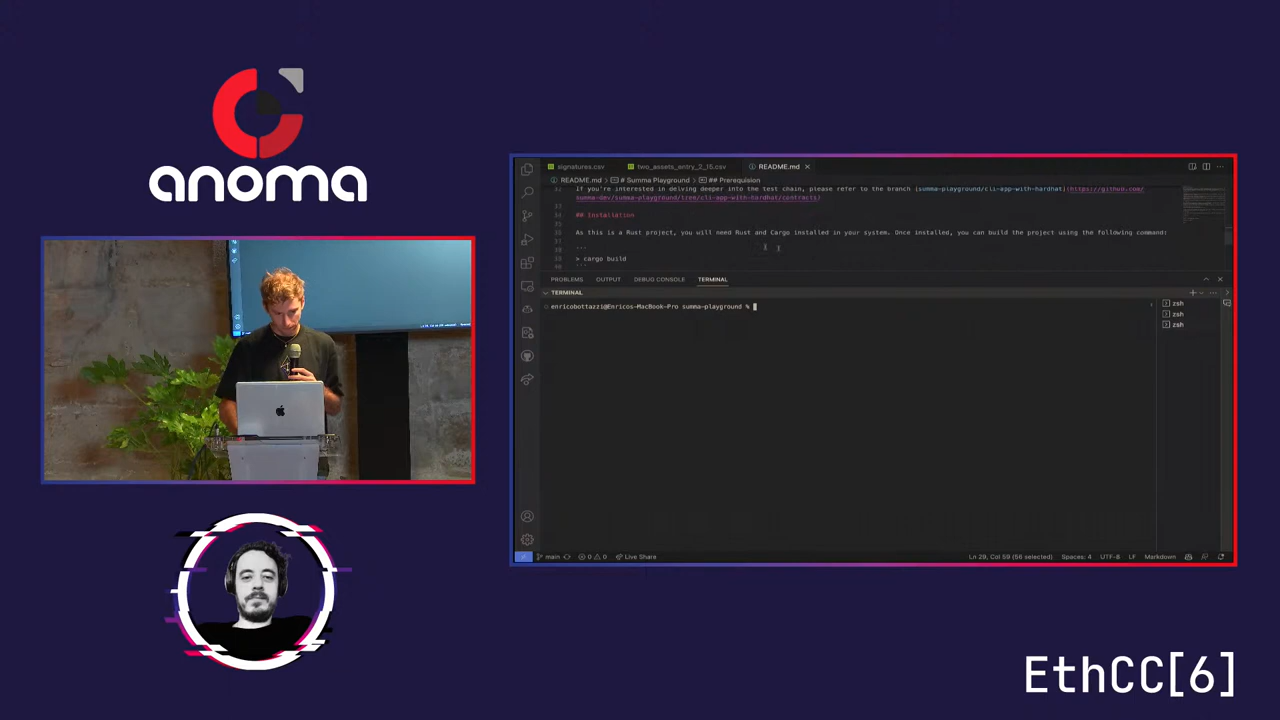 anoma
signatures.csv
two_assets_entry_2_15.csv
README.md
README.md > # Summa Playground > ## Prerequision
If you're interested in delving deeper into the test chain, please refer to the branch (summa-playground/cli-app-with-hardhat](https://github.com/
summa-dev/summa-playground/tree/cli-app-with-hardhat/contracts)
## Installation
As this is a Rust project, you will need Rust and Cargo installed in your system. Once installed, you can build the project using the following command:
```
> cargo build
```
PROBLEMS OUTPUT DEBUG CONSOLE TERMINAL
TERMINAL
enricobottazzi@Enricos-MacBook-Pro summa-playground %
zsh
zsh
zsh
main 0 0 Live Share
Ln 29, Col 59 (56 selected) Spaces: 4 UTF-8 LF Markdown
EthCC[6]